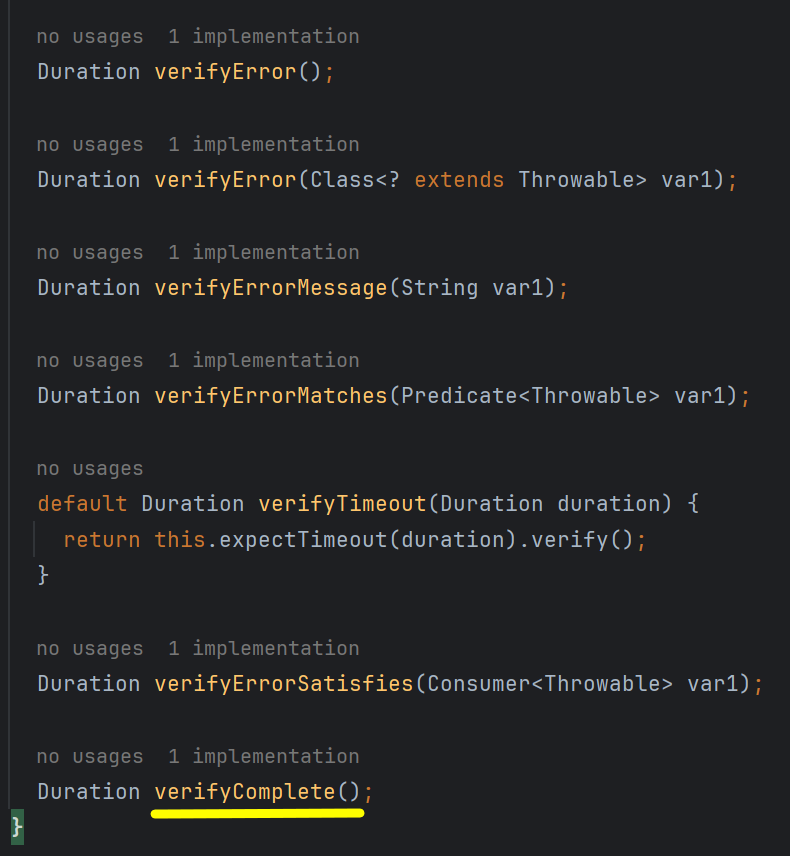 no usages  1 implementation
Duration verifyError();
no usages  1 implementation
Duration verifyError(Class<? extends Throwable> var1);
no usages  1 implementation
Duration verifyErrorMessage(String var1);
no usages  1 implementation
Duration verifyErrorMatches(Predicate<Throwable> var1);
no usages
default Duration verifyTimeout(Duration duration) {
  return this.expectTimeout(duration).verify();
}
no usages  1 implementation
Duration verifyErrorSatisfies(Consumer<Throwable> var1);
no usages  1 implementation
Duration verifyComplete();
}